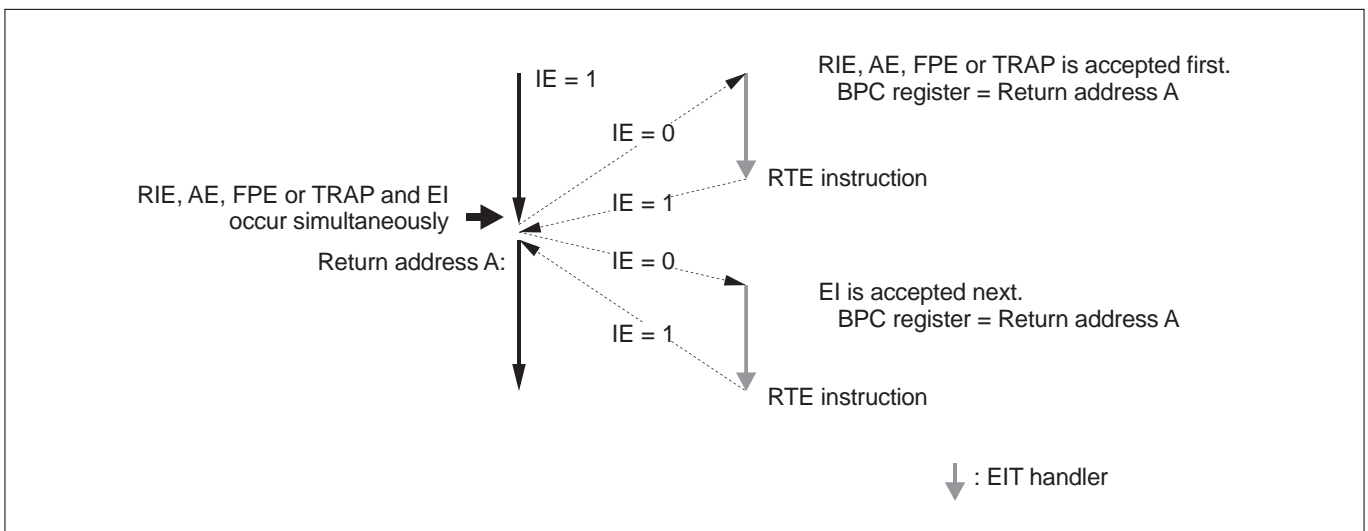 IE = 1
RIE, AE, FPE or TRAP is accepted first.
BPC register = Return address A
IE = 0
RTE instruction
RIE, AE, FPE or TRAP and EI
occur simultaneously
IE = 1
Return address A:
IE = 0
EI is accepted next.
BPC register = Return address A
IE = 1
RTE instruction
: EIT handler